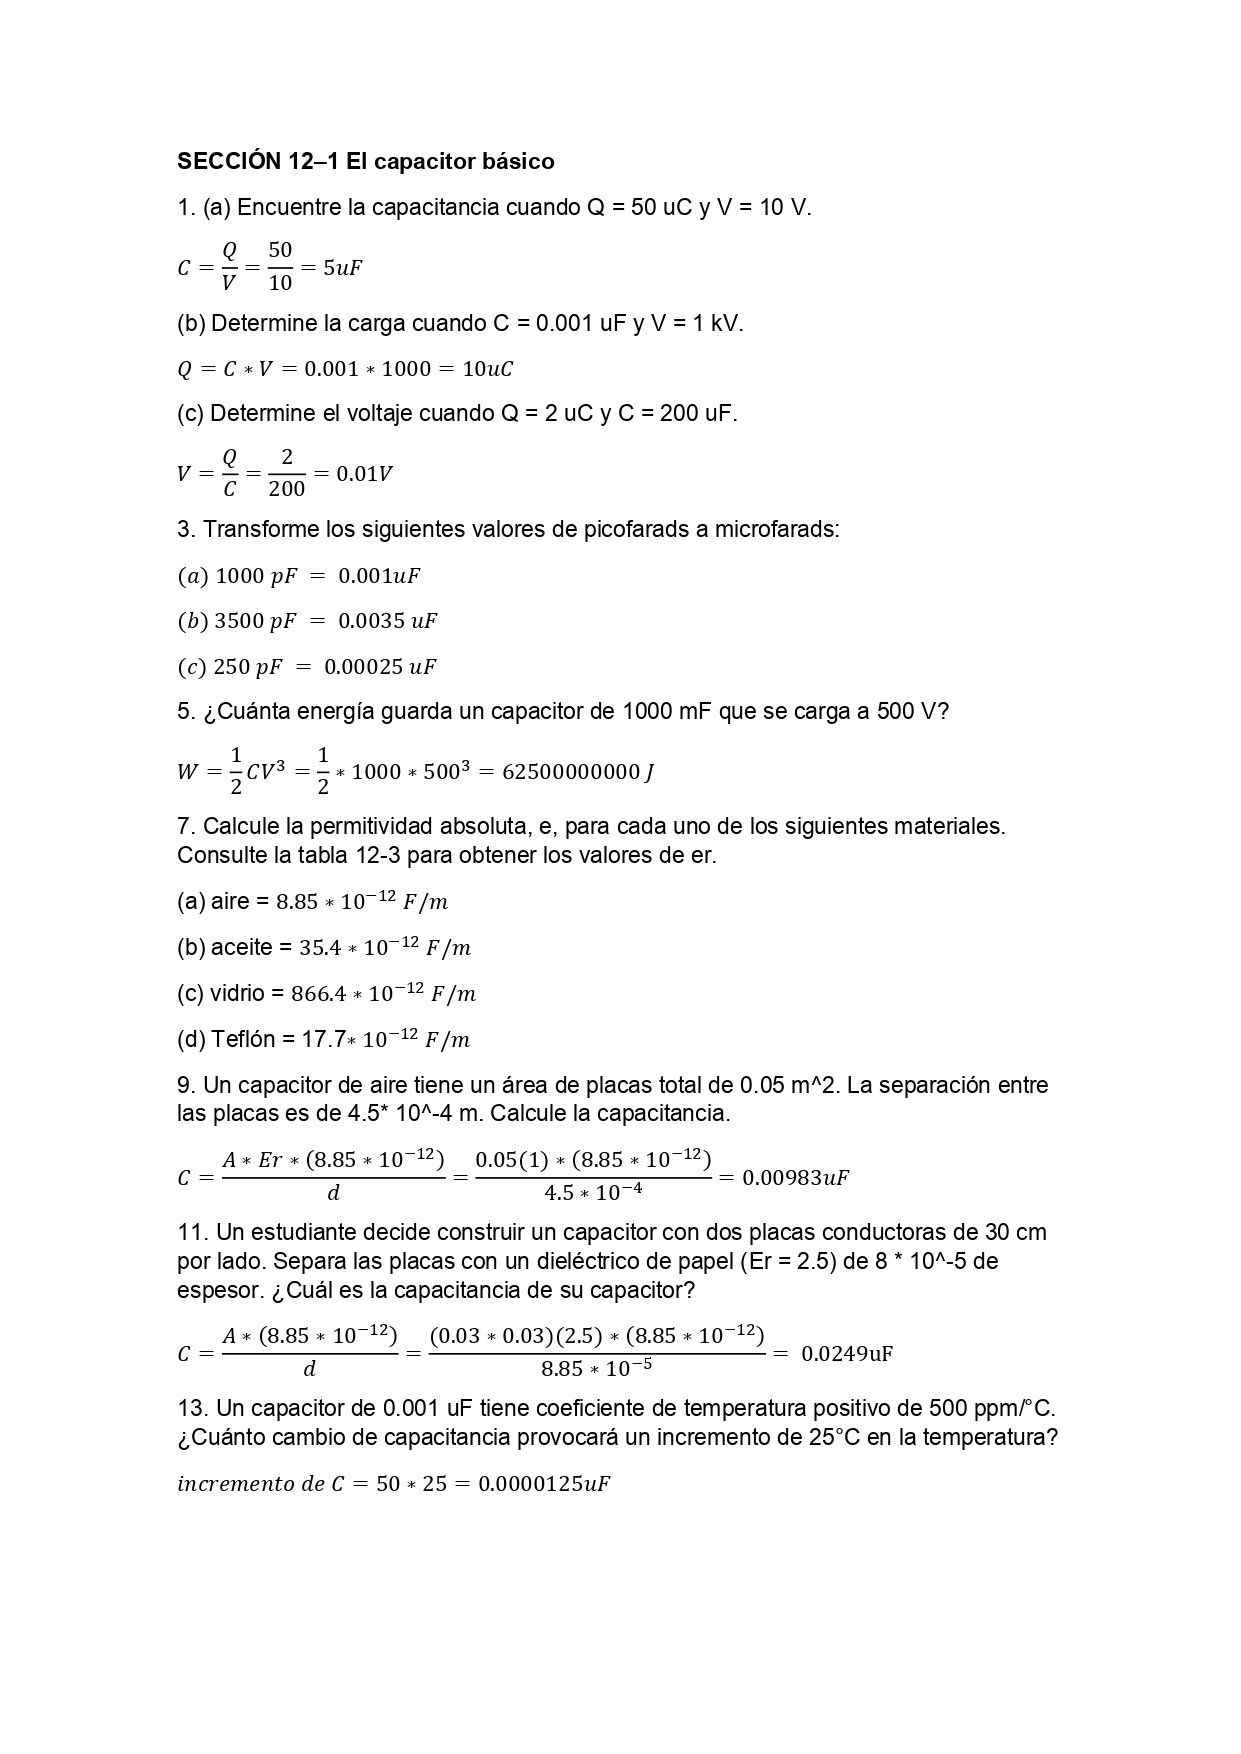 SECCIÓN 12–1 El capacitor básico
1. (a) Encuentre la capacitancia cuando Q = 50 uC y V = 10 V.
C = Q/V = 50/10 = 5uF
(b) Determine la carga cuando C = 0.001 uF y V = 1 kV.
Q = C ∗ V = 0.001 ∗ 1000 = 10uC
(c) Determine el voltaje cuando Q = 2 uC y C = 200 uF.
V = Q/C = 2/200 = 0.01V
3. Transforme los siguientes valores de picofarads a microfarads:
(a) 1000 pF = 0.001uF
(b) 3500 pF = 0.0035 uF
(c) 250 pF = 0.00025 uF
5. ¿Cuánta energía guarda un capacitor de 1000 mF que se carga a 500 V?
W = 1/2 CV³ = 1/2 ∗ 1000 ∗ 500³ = 62500000000 J
7. Calcule la permitividad absoluta, e, para cada uno de los siguientes materiales.
Consulte la tabla 12-3 para obtener los valores de er.
(a) aire = 8.85 ∗ 10⁻¹² F/m
(b) aceite = 35.4 ∗ 10⁻¹² F/m
(c) vidrio = 866.4 ∗ 10⁻¹² F/m
(d) Teflón = 17.7∗ 10⁻¹² F/m
9. Un capacitor de aire tiene un área de placas total de 0.05 m^2. La separación entre
las placas es de 4.5* 10^-4 m. Calcule la capacitancia.
C = A ∗ Er ∗ (8.85 ∗ 10⁻¹²)/d = 0.05(1) ∗ (8.85 ∗ 10⁻¹²)/4.5 ∗ 10⁻⁴ = 0.00983uF
11. Un estudiante decide construir un capacitor con dos placas conductoras de 30 cm
por lado. Separa las placas con un dieléctrico de papel (Er = 2.5) de 8 * 10^-5 de
espesor. ¿Cuál es la capacitancia de su capacitor?
C = A ∗ (8.85 ∗ 10⁻¹²)/d = (0.03 ∗ 0.03)(2.5) ∗ (8.85 ∗ 10⁻¹²)/8.85 ∗ 10⁻⁵ = 0.0249uF
13. Un capacitor de 0.001 uF tiene coeficiente de temperatura positivo de 500 ppm/°C.
¿Cuánto cambio de capacitancia provocará un incremento de 25°C en la temperatura?
incremento de C = 50 ∗ 25 = 0.0000125uF